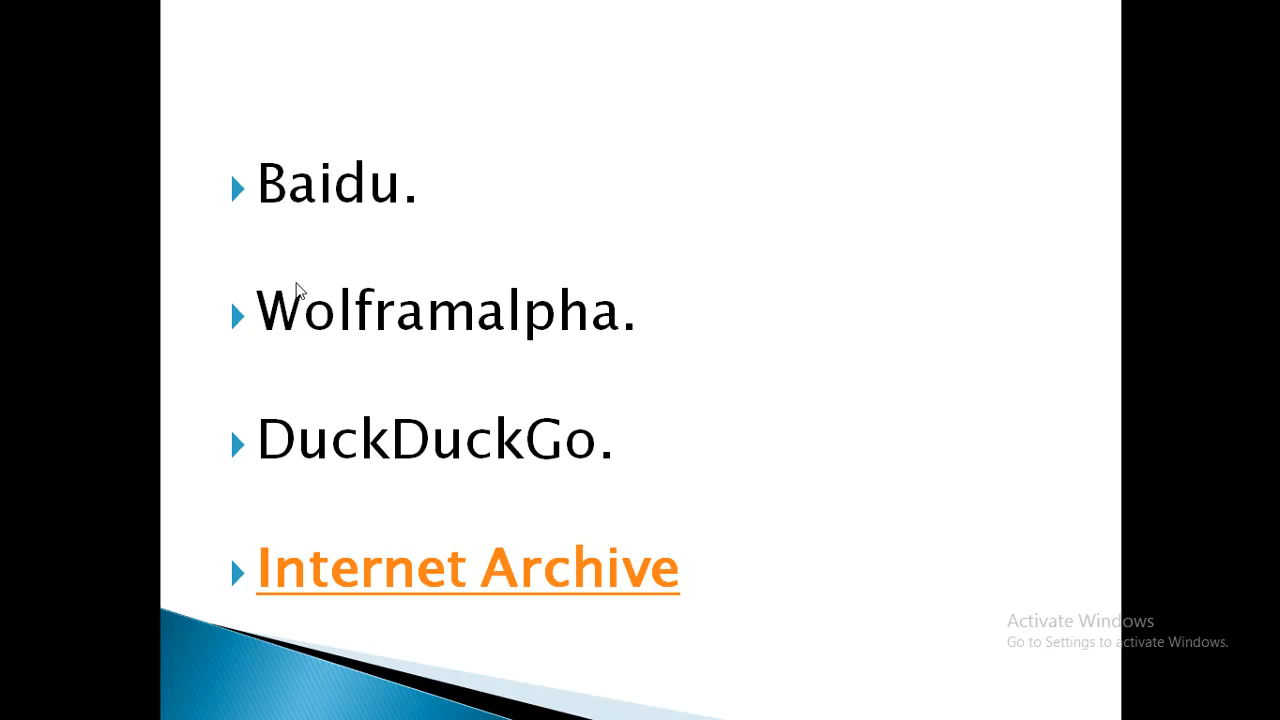 Baidu.
Wolframalpha.
DuckDuckGo.
Internet Archive
Activate Windows
Go to Settings to activate Windows.